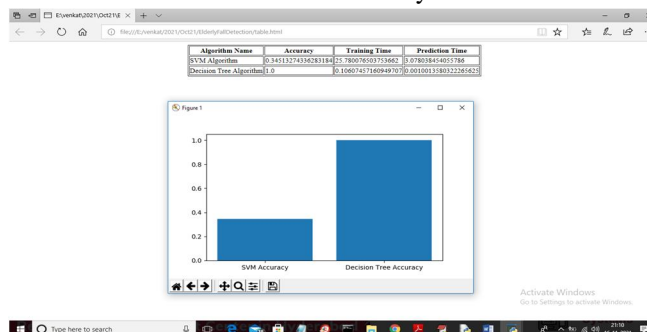 E:\venkat\2021\Oct21\E
file:///E:/venkat/2021/Oct21/ElderlyFallDetection/table.html
Algorithm Name Accuracy Training Time Prediction Time
SVM Algorithm 0.34513274336283184 25.780076503753662 3.078038454055786
Decision Tree Algorithm 1.0 0.10607457160949707 0.0010013580322265625
Figure 1
1.0
0.8
0.6
0.4
0.2
0.0
SVM Accuracy Decision Tree Accuracy
Activate Windows
Go to Settings to activate Windows.
Type here to search
21:10